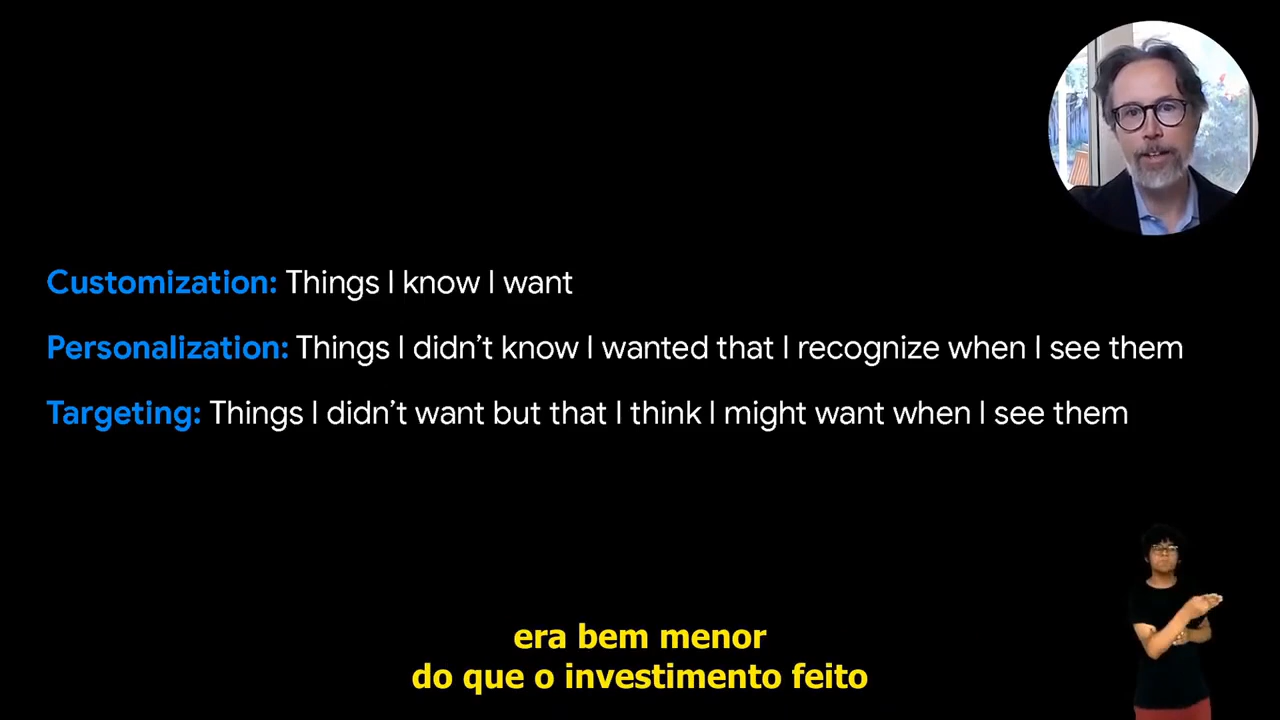 Customization: Things I know I want
Personalization: Things I didn’t know I wanted that I recognize when I see them
Targeting: Things I didn’t want but that I think I might want when I see them
era bem menor
do que o investimento feito